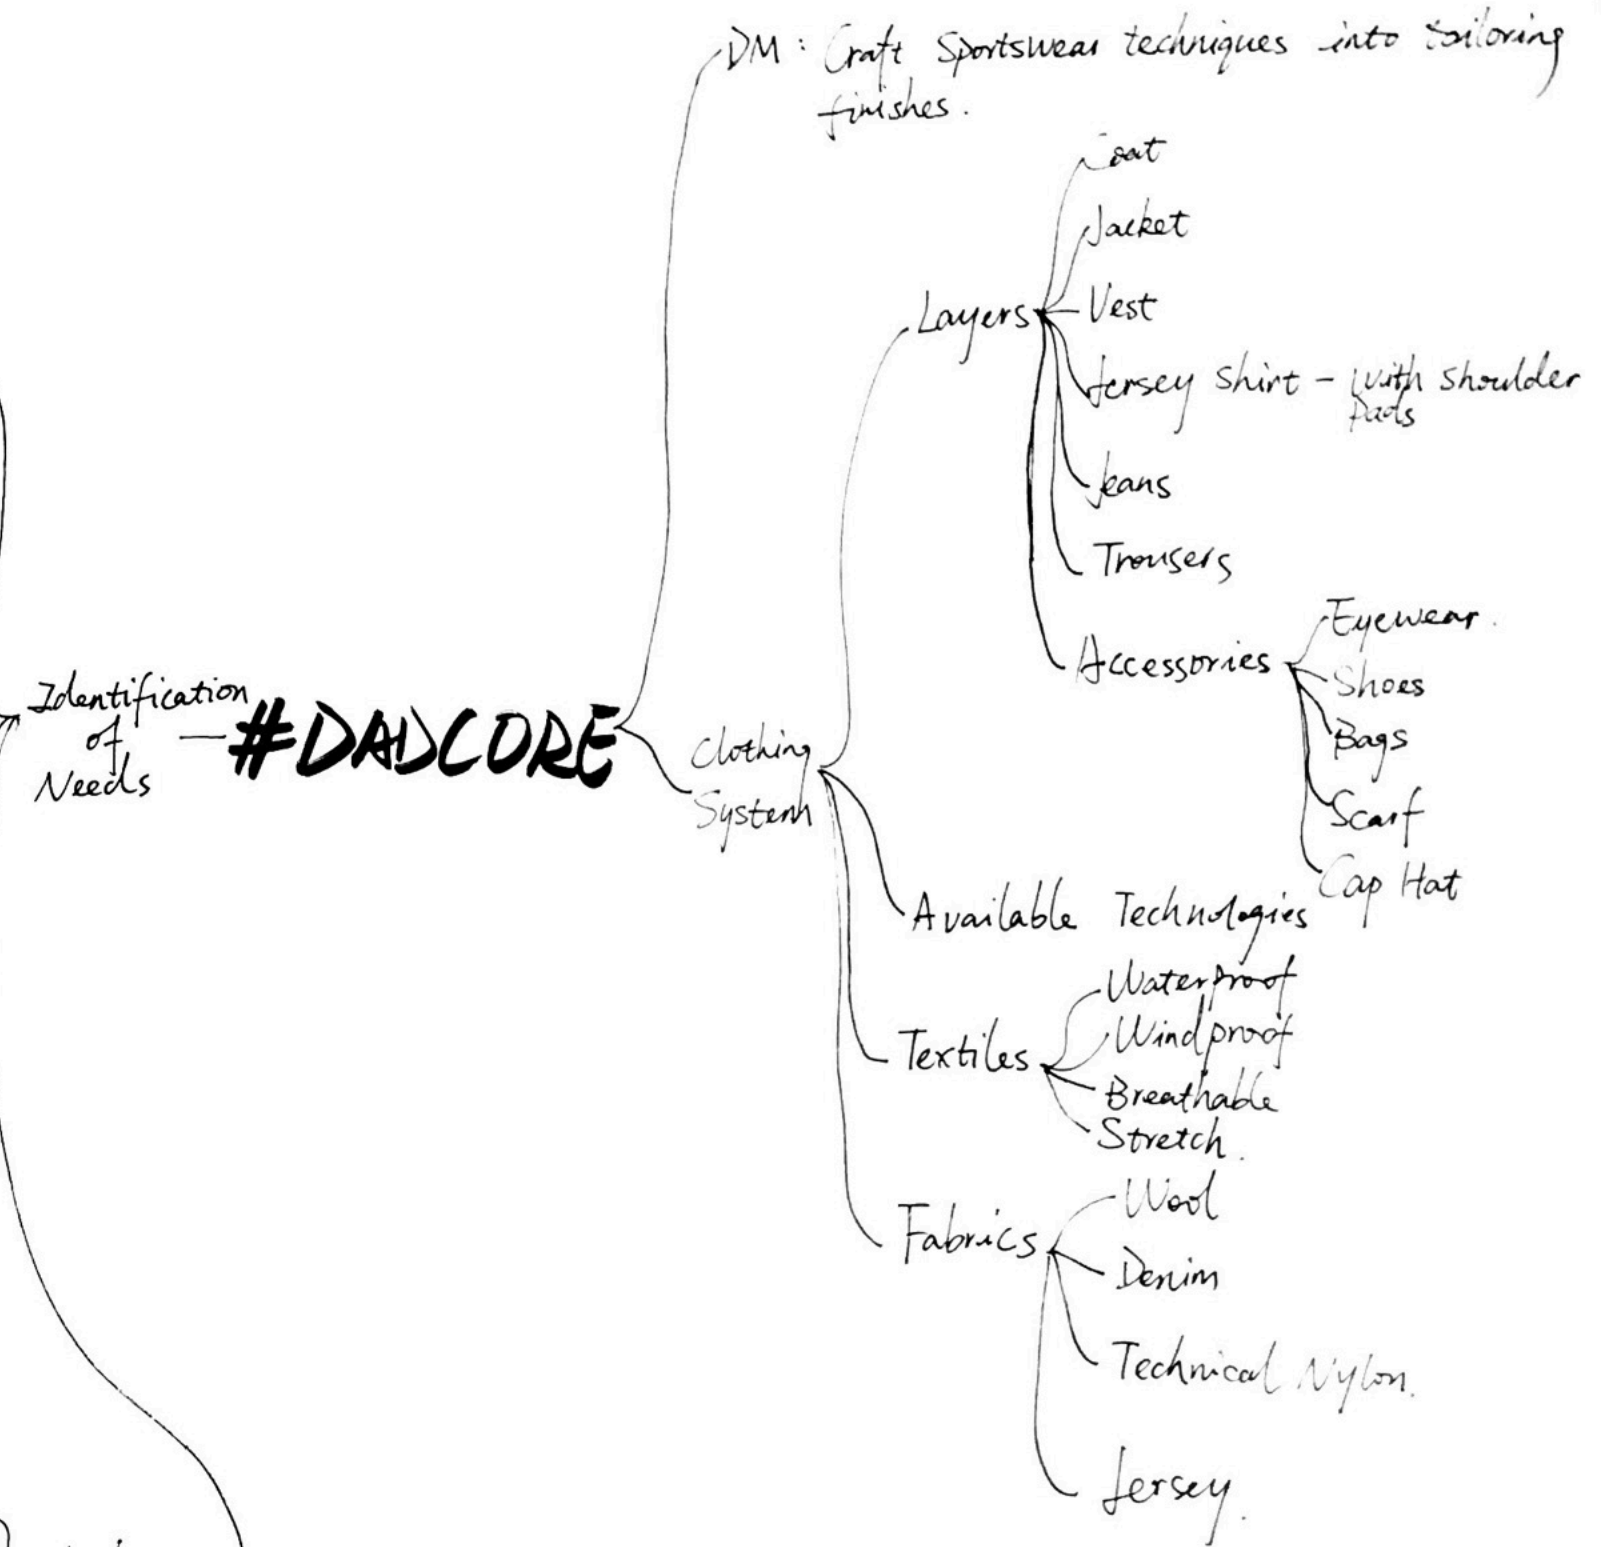 DM: Craft Sportswear techniques into tailoring
finishes.
Coat
Jacket
Vest
Layers
Jersey Shirt - With Shoulder
Pads
Jeans
Trousers
Accessories
Eyewear.
Shoes
Bags
Scarf
Cap Hat
Identification
of
Needs
#DADCORE
Clothing
System
Available Technologies
Textiles
Waterproof
Windproof
Breathable
Stretch.
Fabrics
Wool
Denim
Technical Nylon.
Jersey.